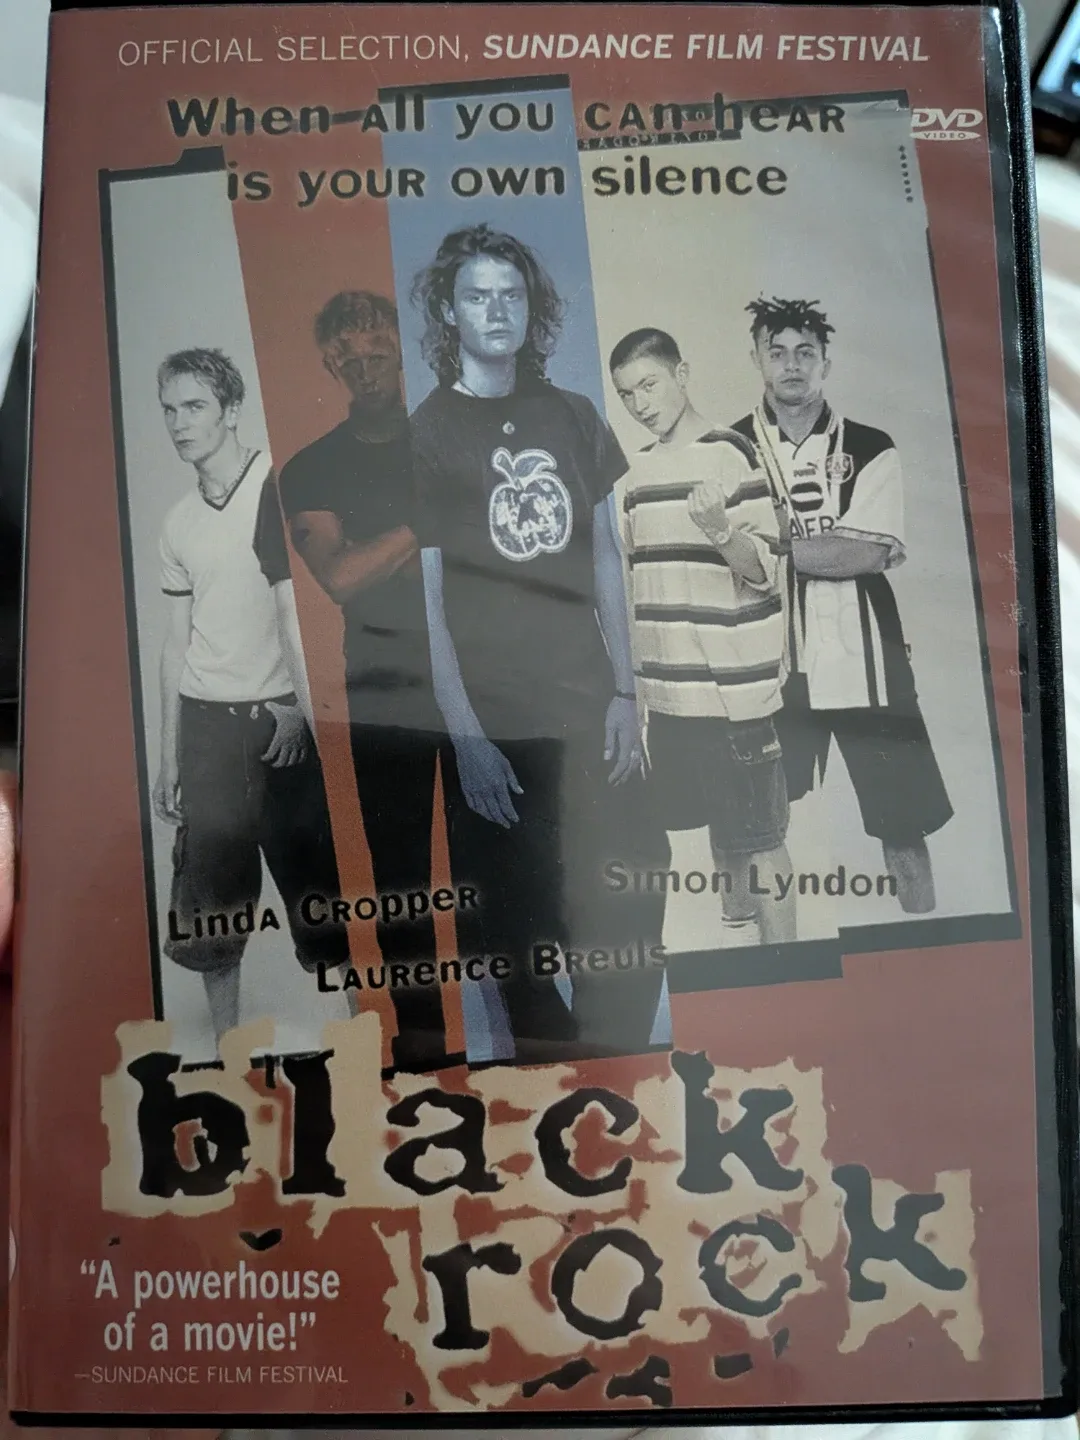 OFFICIAL SELECTION, SUNDANCE FILM FESTIVAL
When all you can hear
is your own silence
DVD
VIDEO
PUMA
Linda Cropper
Simon Lyndon
Laurence Breuls
black
rock
“A powerhouse
of a movie!”
—SUNDANCE FILM FESTIVAL